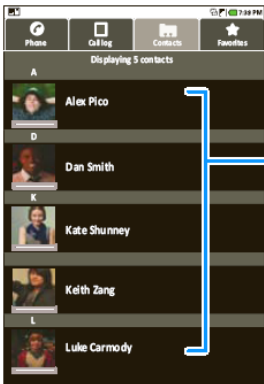 7:39 PM
Phone Call log Contacts Favorites
Displaying 5 contacts
A
Alex Pico
D
Dan Smith
K
Kate Shunney
Keith Zang
L
Luke Carmody